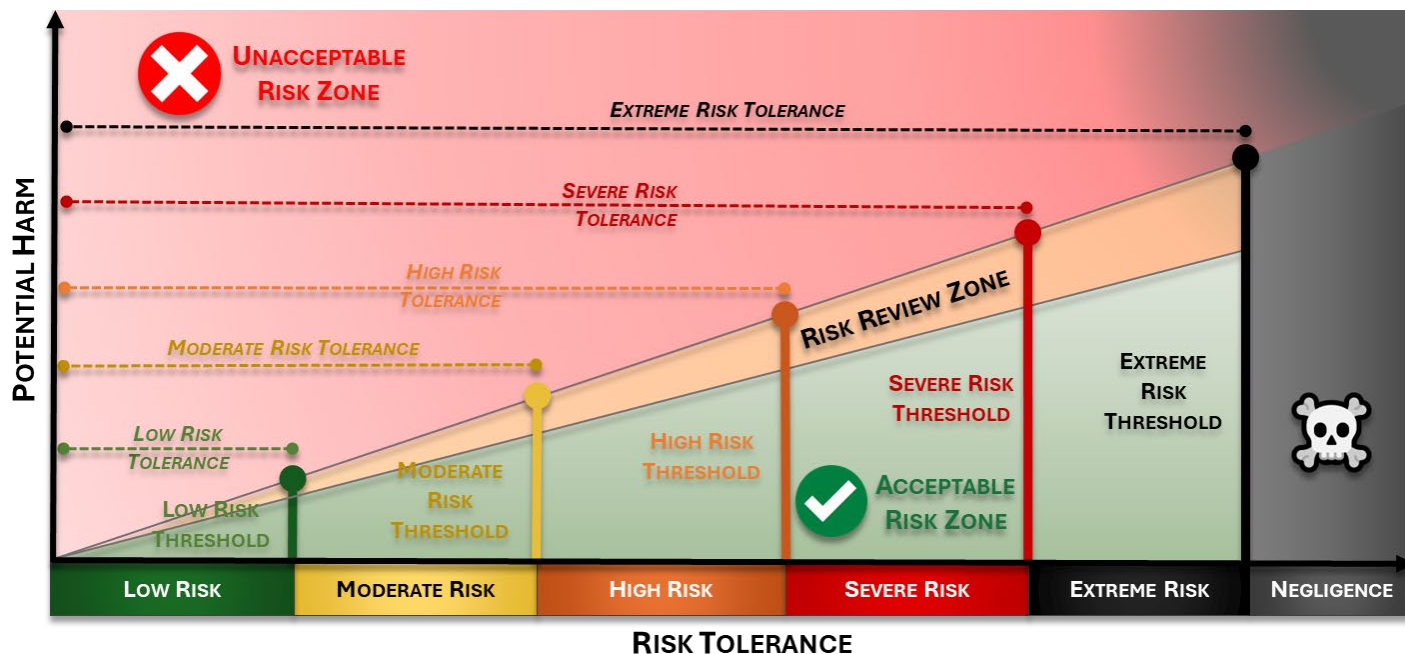 UNACCEPTABLE
RISK ZONE
EXTREME RISK TOLERANCE
SEVERE RISK
TOLERANCE
HIGH RISK
TOLERANCE
MODERATE RISK TOLERANCE
LOW RISK
TOLERANCE
POTENTIAL HARM
RISK REVIEW ZONE
LOW RISK
THRESHOLD
MODERATE
RISK
THRESHOLD
HIGH RISK
THRESHOLD
SEVERE RISK
THRESHOLD
EXTREME
RISK
THRESHOLD
ACCEPTABLE
RISK ZONE
LOW RISK
MODERATE RISK
HIGH RISK
SEVERE RISK
EXTREME RISK
NEGLIGENCE
RISK TOLERANCE